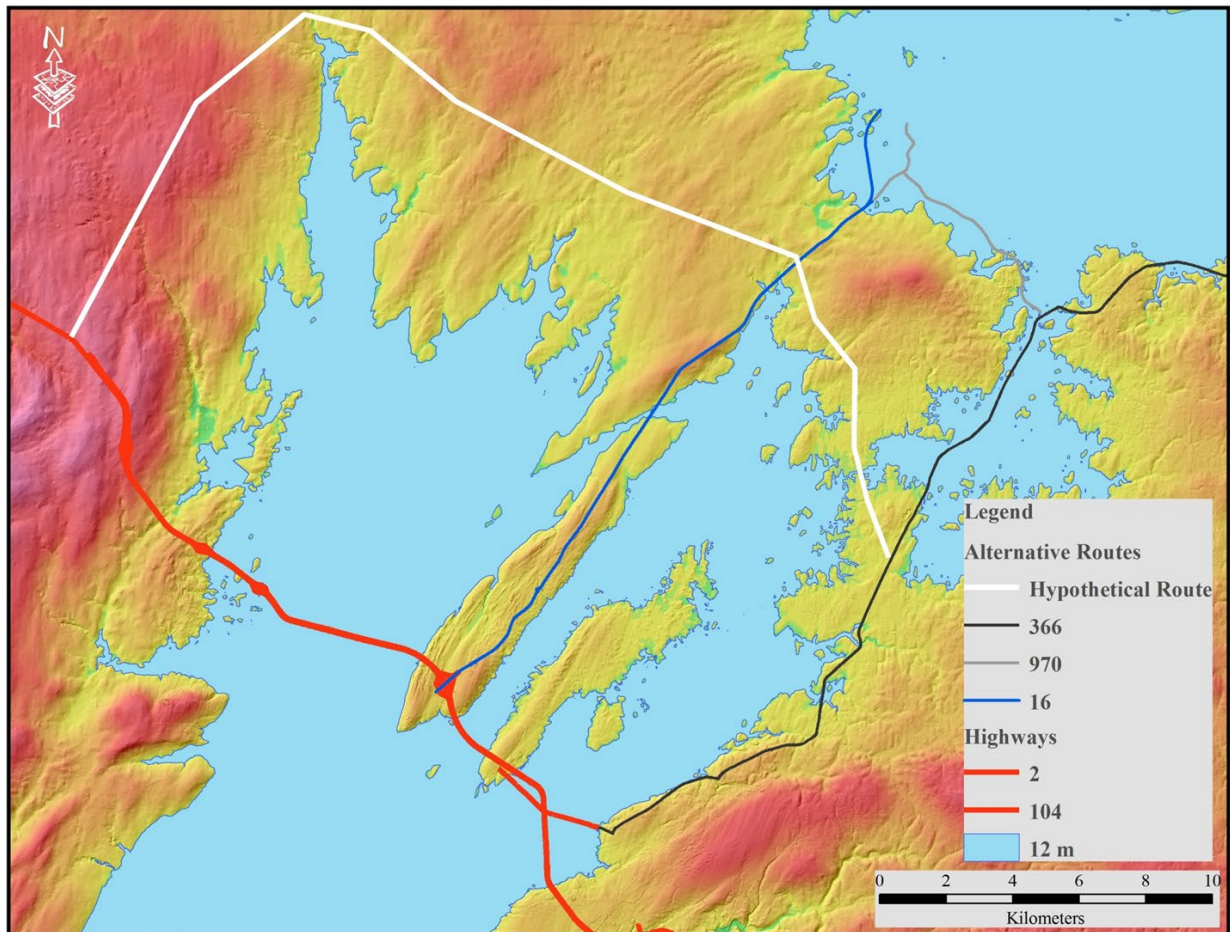 N
Legend
Alternative Routes
Hypothetical Route
366
970
16
Highways
2
104
12 m
0 2 4 6 8 10
Kilometers